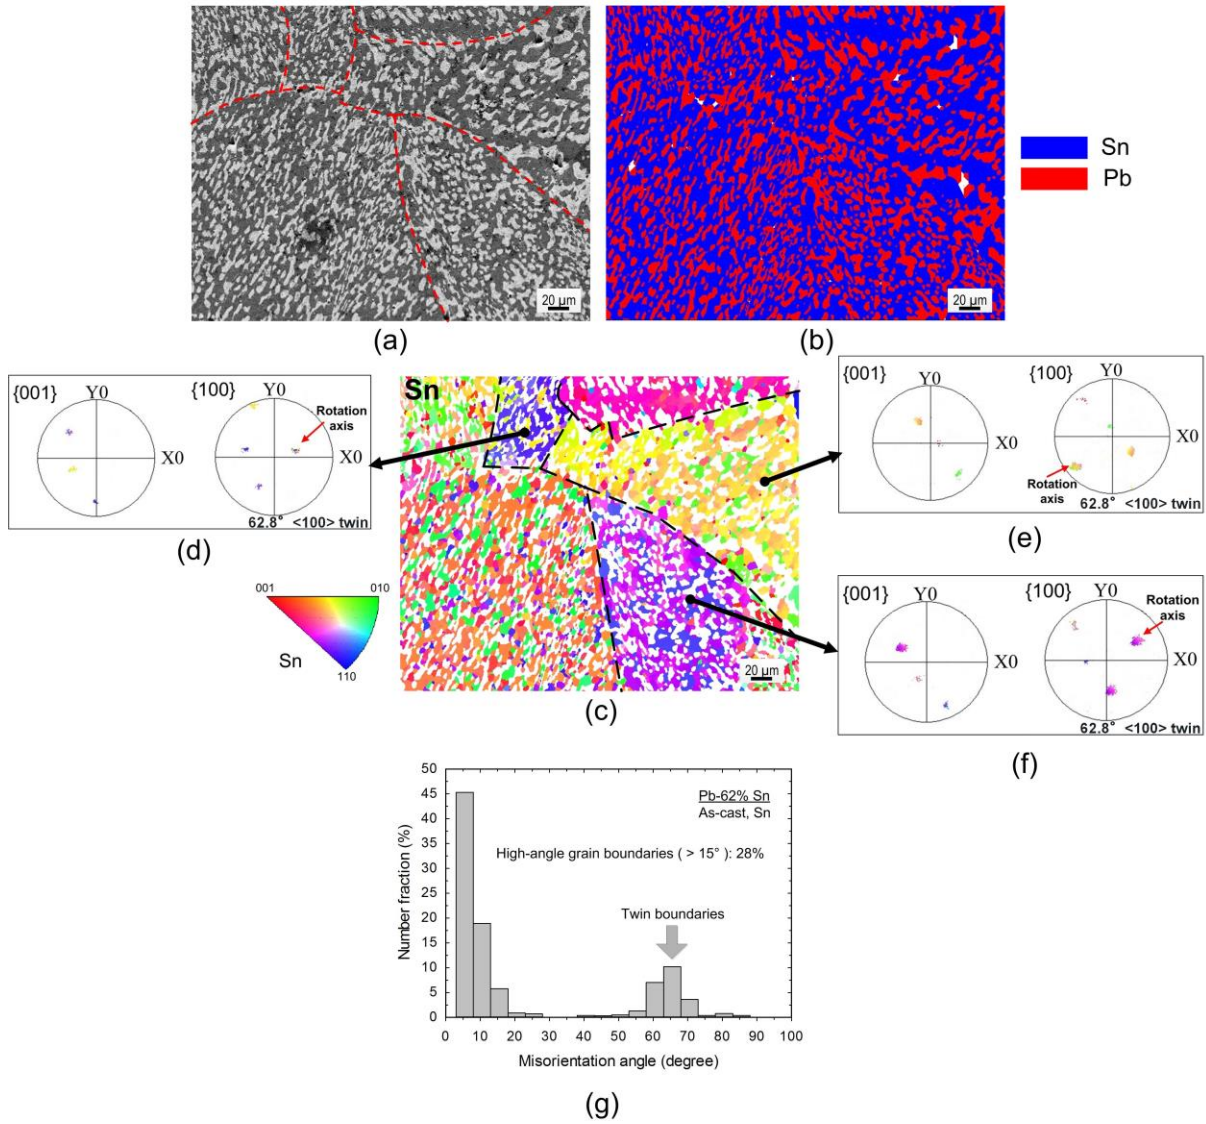 20 μm
20 μm
Sn
Pb
(a)
(b)
{001}
Y0
{100}
Y0
Rotation
axis
X0
X0
62.8° <100> twin
(d)
Sn
20 μm
(c)
{001}
Y0
{100}
Y0
X0
X0
Rotation
axis
62.8° <100> twin
(e)
001
010
Sn
110
{001}
Y0
{100}
Y0
Rotation
axis
X0
X0
62.8° <100> twin
(f)
50
45
40
35
30
25
20
15
10
5
0
Number fraction (%)
Pb-62% Sn
As-cast, Sn
High-angle grain boundaries ( > 15° ): 28%
Twin boundaries
0 10 20 30 40 50 60 70 80 90 100
Misorientation angle (degree)
(g)